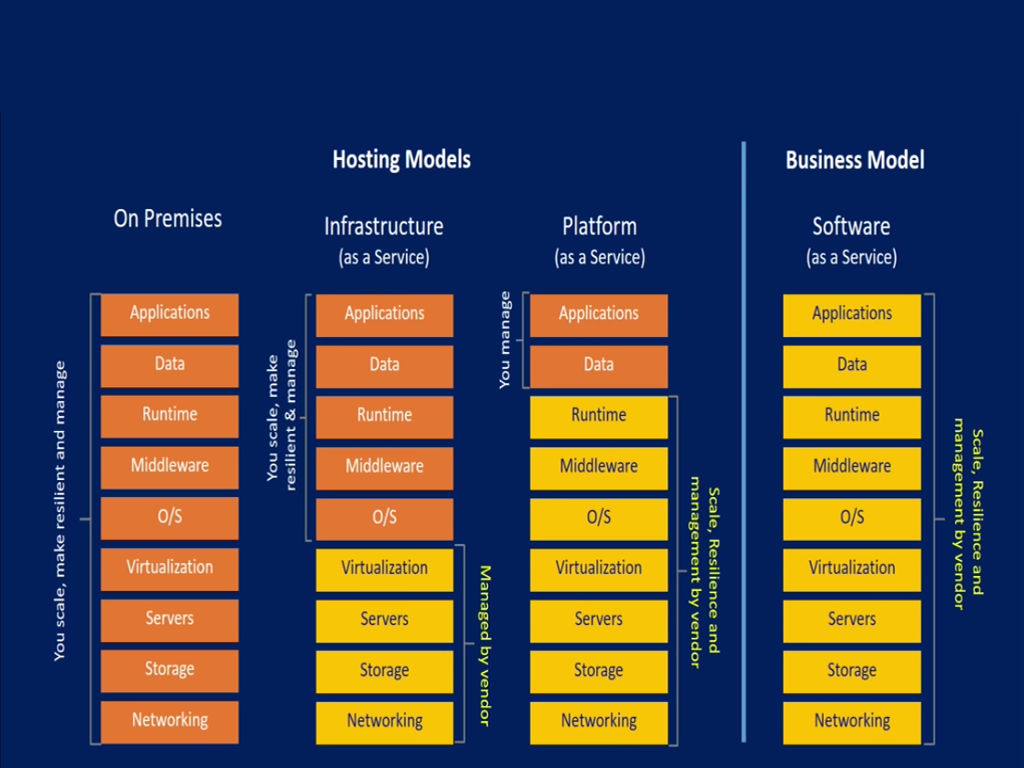 Hosting Models
Business Model
On Premises
Infrastructure
(as a Service)
Platform
(as a Service)
Software
(as a Service)
You scale, make resilient and manage
Applications
Data
Runtime
Middleware
O/S
Virtualization
Servers
Storage
Networking
You scale, make
resilient & manage
Applications
Data
Runtime
Middleware
O/S
Virtualization
Servers
Storage
Networking
Managed by vendor
You manage
Applications
Data
Runtime
Middleware
O/S
Virtualization
Servers
Storage
Networking
Scale, Resilience and
management by vendor
Applications
Data
Runtime
Middleware
O/S
Virtualization
Servers
Storage
Networking
Scale, Resilience and
management by vendor